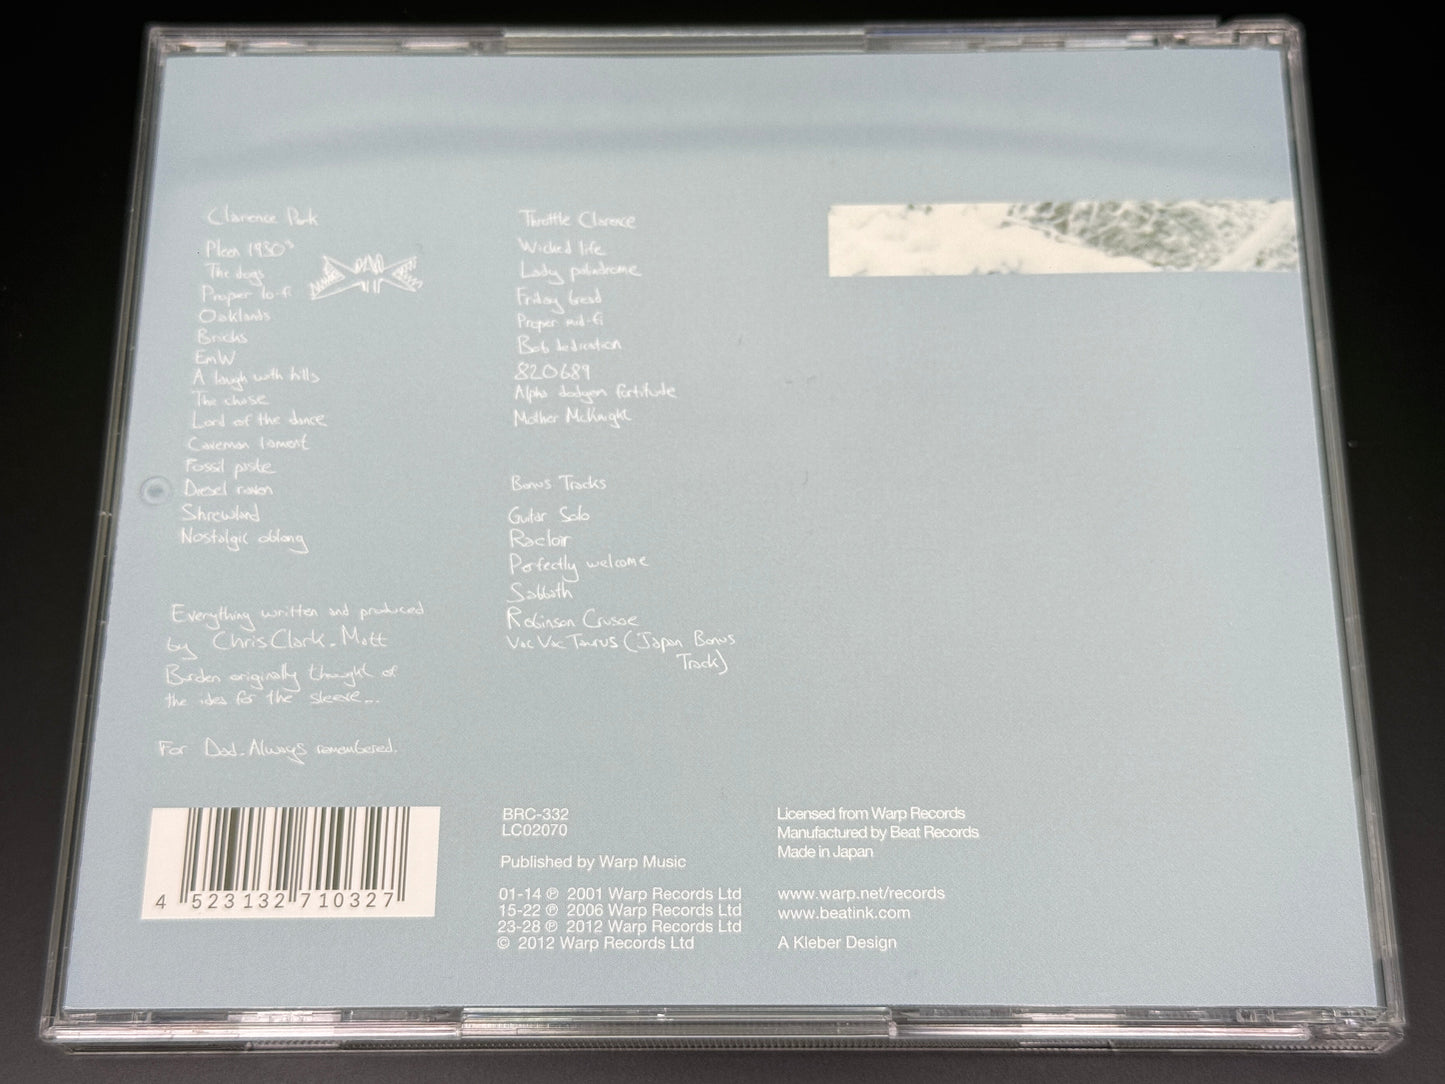 Clarence Park
Pleen 1930s
The dogs
Proper lo-fi
Oaklands
Bricks
EmW
A laugh with hills
The chase
Lord of the dance
Caveman lament
Fossil paste
Diesel raven
Shrewland
Nostalgic oblong
Everything written and produced
by Chris Clark. Matt
Burden originally thought of
the idea for the sleeve...
For Dad. Always remembered.
DAD
Throttle Clarence
Wicked life
Lady palindrome
Friday bread
Proper mid-fi
Bob dedication
820689
Alpha dodgem fortitude
Mother McKnight
Bonus Tracks
Guitar Solo
Racloir
Perfectly welcome
Sabbath
Robinson Crusoe
Vac Vac Taurus (Japan Bonus
Track)
4 523132 710327
BRC-332
LC02070
Published by Warp Music
01-14 ℗ 2001 Warp Records Ltd
15-22 ℗ 2006 Warp Records Ltd
23-28 ℗ 2012 Warp Records Ltd
© 2012 Warp Records Ltd
Licensed from Warp Records
Manufactured by Beat Records
Made in Japan
www.warp.net/records
www.beatink.com
A Kleber Design